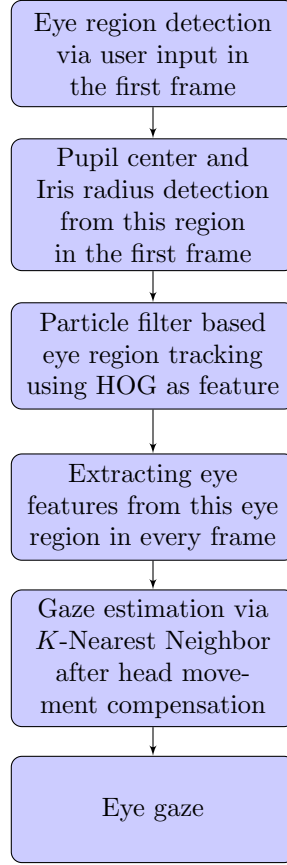 Eye region detection
via user input in
the first frame
Pupil center and
Iris radius detection
from this region
in the first frame
Particle filter based
eye region tracking
using HOG as feature
Extracting eye
features from this eye
region in every frame
Gaze estimation via
K-Nearest Neighbor
after head move-
ment compensation
Eye gaze